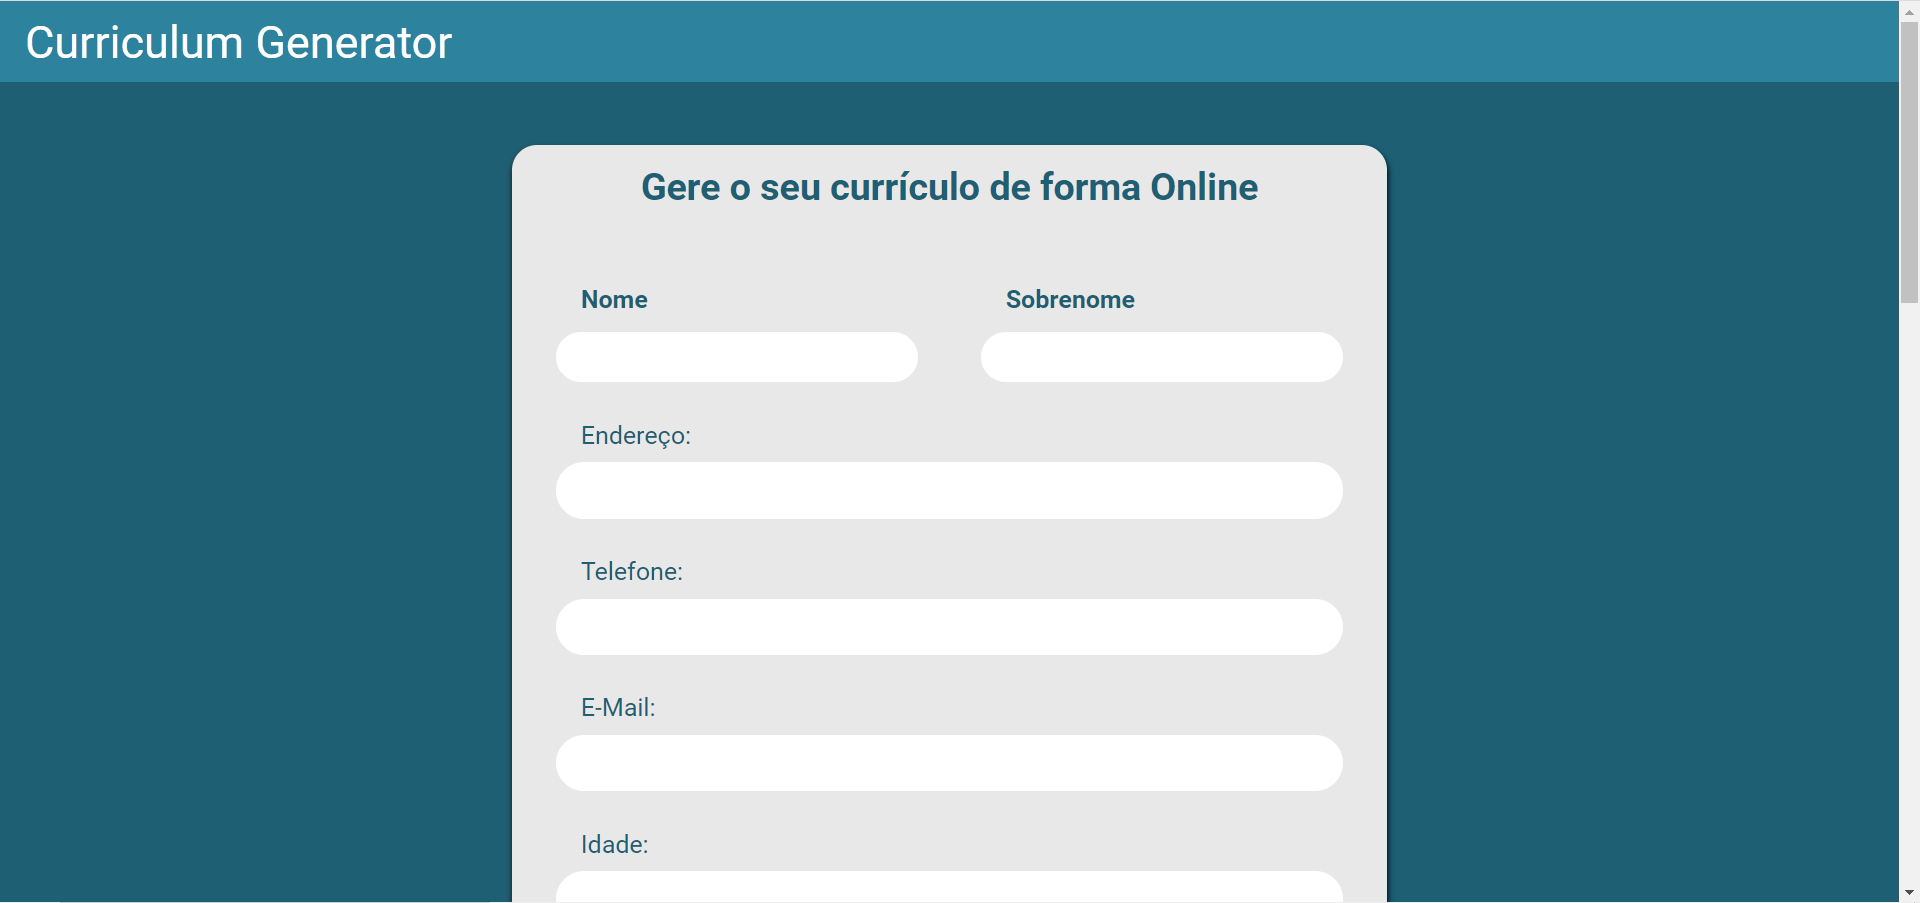 Curriculum Generator
Gere o seu currículo de forma Online
Nome
Sobrenome
Endereço:
Telefone:
E-Mail:
Idade: